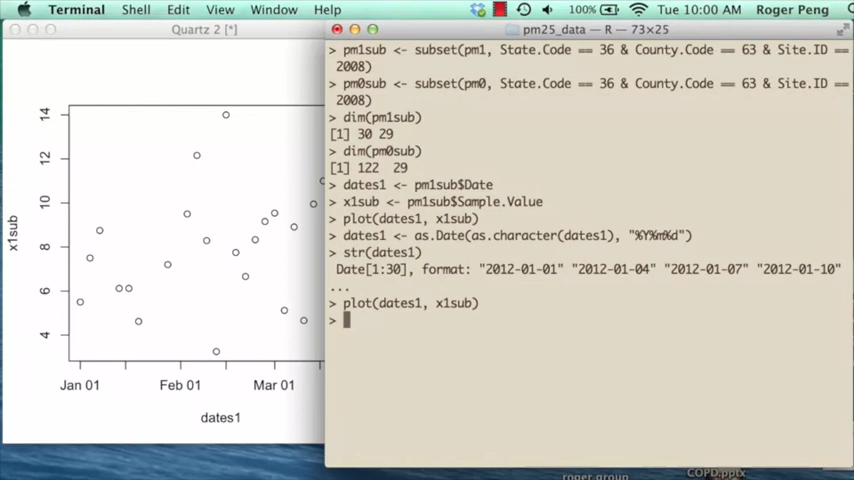 Terminal Shell Edit View Window Help 100% Tue 10:00 AM Roger Peng
Quartz 2 [*]
pm25_data — R — 73×25
> pm1sub <- subset(pm1, State.Code == 36 & County.Code == 63 & Site.ID ==
2008)
> pm0sub <- subset(pm0, State.Code == 36 & County.Code == 63 & Site.ID ==
2008)
> dim(pm1sub)
[1] 30 29
> dim(pm0sub)
[1] 122  29
> dates1 <- pm1sub$Date
> x1sub <- pm1sub$Sample.Value
> plot(dates1, x1sub)
> dates1 <- as.Date(as.character(dates1), "%Y%m%d")
> str(dates1)
 Date[1:30], format: "2012-01-01" "2012-01-04" "2012-01-07" "2012-01-10"
...
> plot(dates1, x1sub)
>
14
12
10
8
6
4
x1sub
Jan 01 Feb 01 Mar 01
dates1
roger.group
COPD.pptx